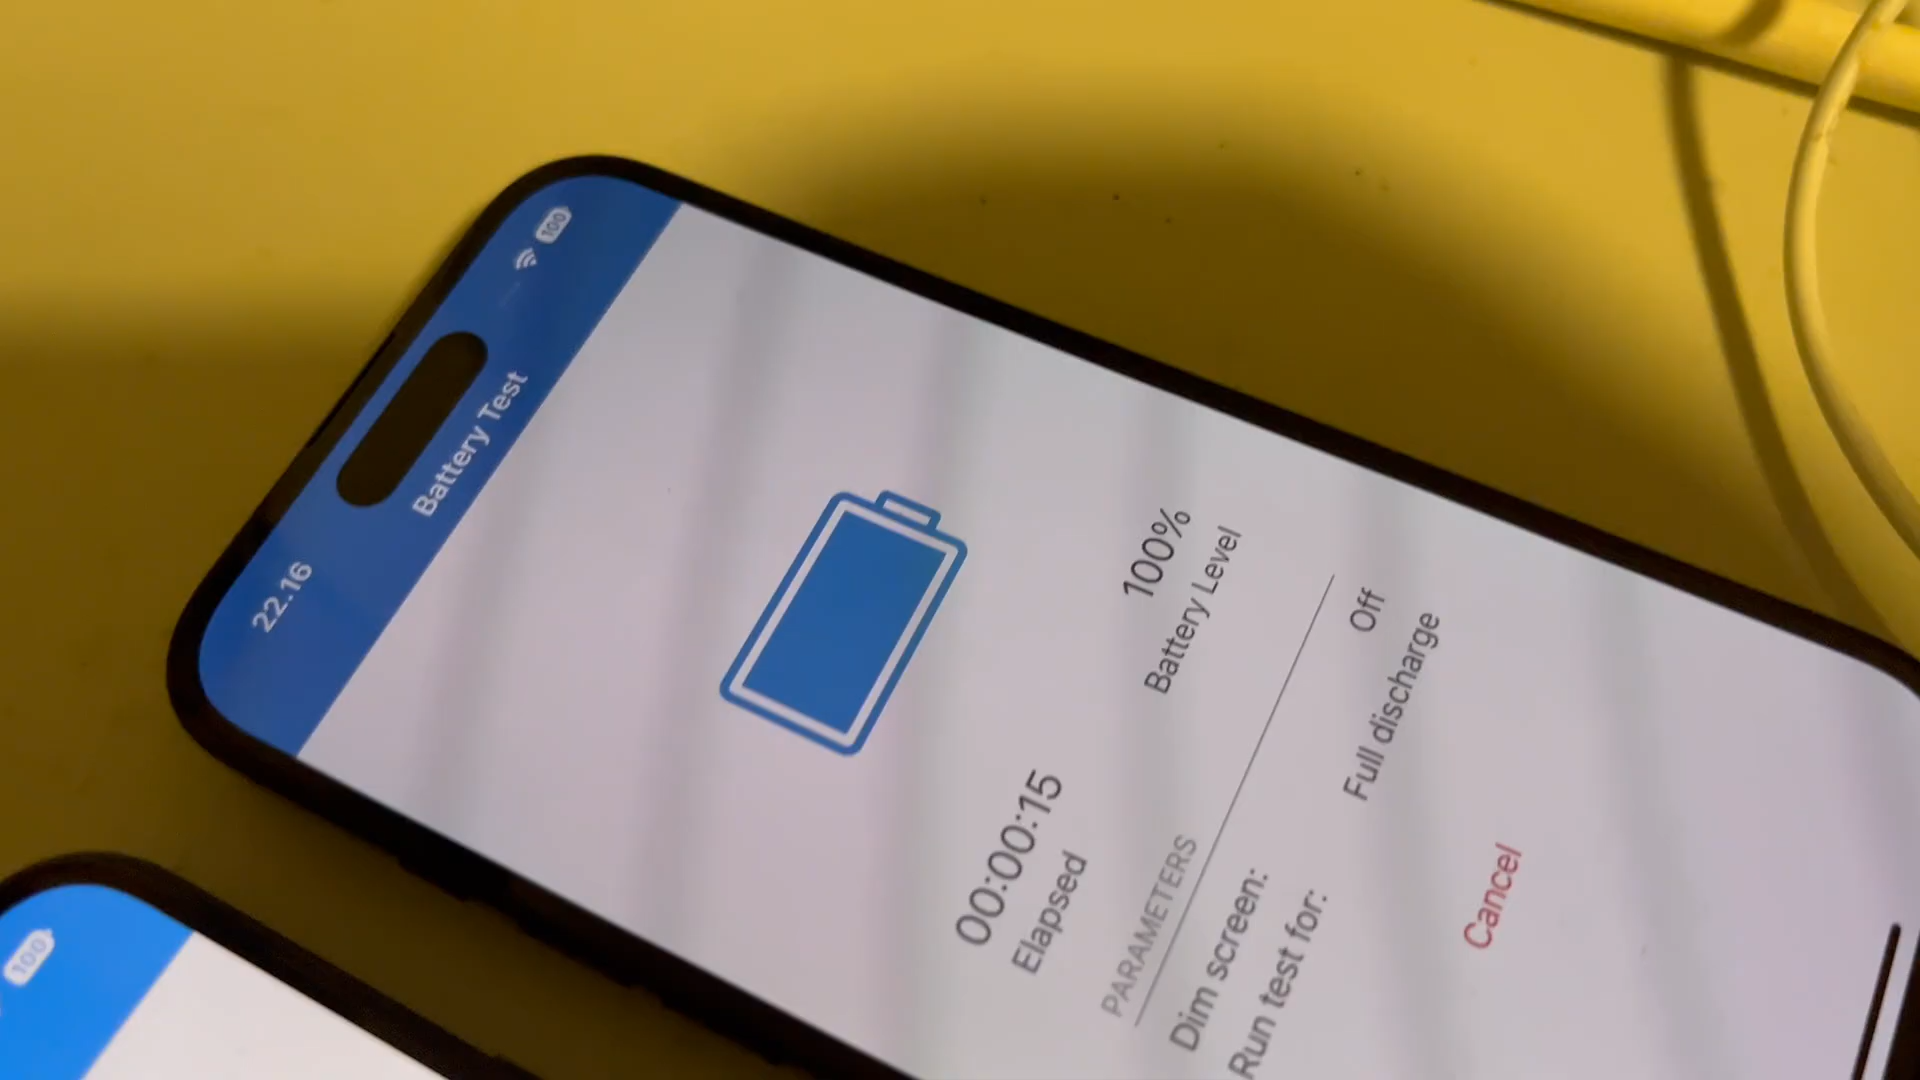 22.16
100
Battery Test
00:00:15
Elapsed
100%
Battery Level
PARAMETERS
Dim screen: Off
Run test for: Full discharge
Cancel
100